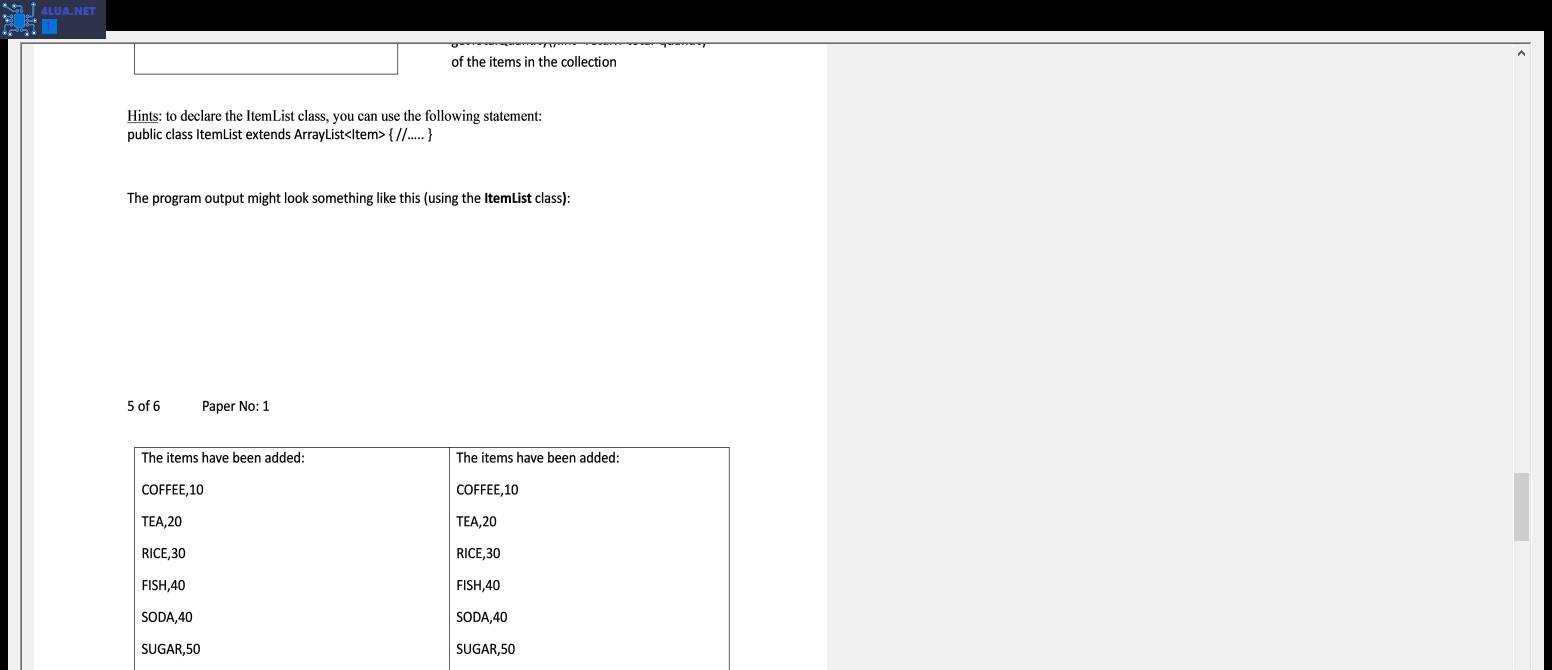 4LUA.NET
1
of the items in the collection
Hints: to declare the ItemList class, you can use the following statement:
public class ItemList extends ArrayList<Item> { //..... }
The program output might look something like this (using the ItemList class):
5 of 6 Paper No: 1
The items have been added:
COFFEE,10
TEA,20
RICE,30
FISH,40
SODA,40
SUGAR,50
The items have been added:
COFFEE,10
TEA,20
RICE,30
FISH,40
SODA,40
SUGAR,50